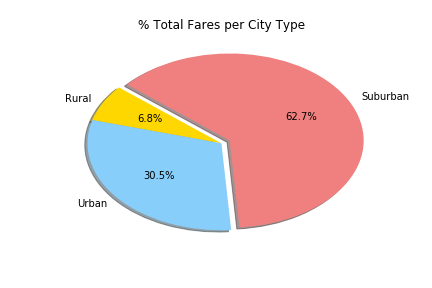 % Total Fares per City Type
Rural
Suburban
6.8%
62.7%
30.5%
Urban